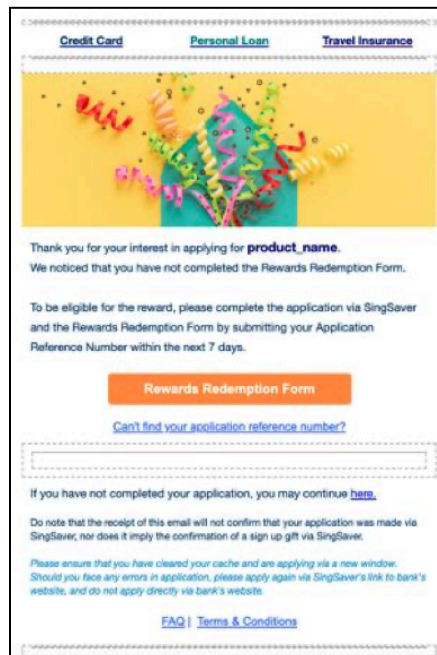 Credit Card Personal Loan Travel Insurance
Thank you for your interest in applying for product_name.
We noticed that you have not completed the Rewards Redemption Form.
To be eligible for the reward, please complete the application via SingSaver
and the Rewards Redemption Form by submitting your Application
Reference Number within the next 7 days.
Rewards Redemption Form
Can't find your application reference number?
If you have not completed your application, you may continue here.
Do note that the receipt of this email will not confirm that your application was made via
SingSaver, nor does it imply the confirmation of a sign up gift via SingSaver.
Please ensure that you have cleared your cache and are applying via a new window.
Should you face any errors in application, please apply again via SingSaver's link to bank's
website, and do not apply directly via bank's website.
FAQ | Terms & Conditions